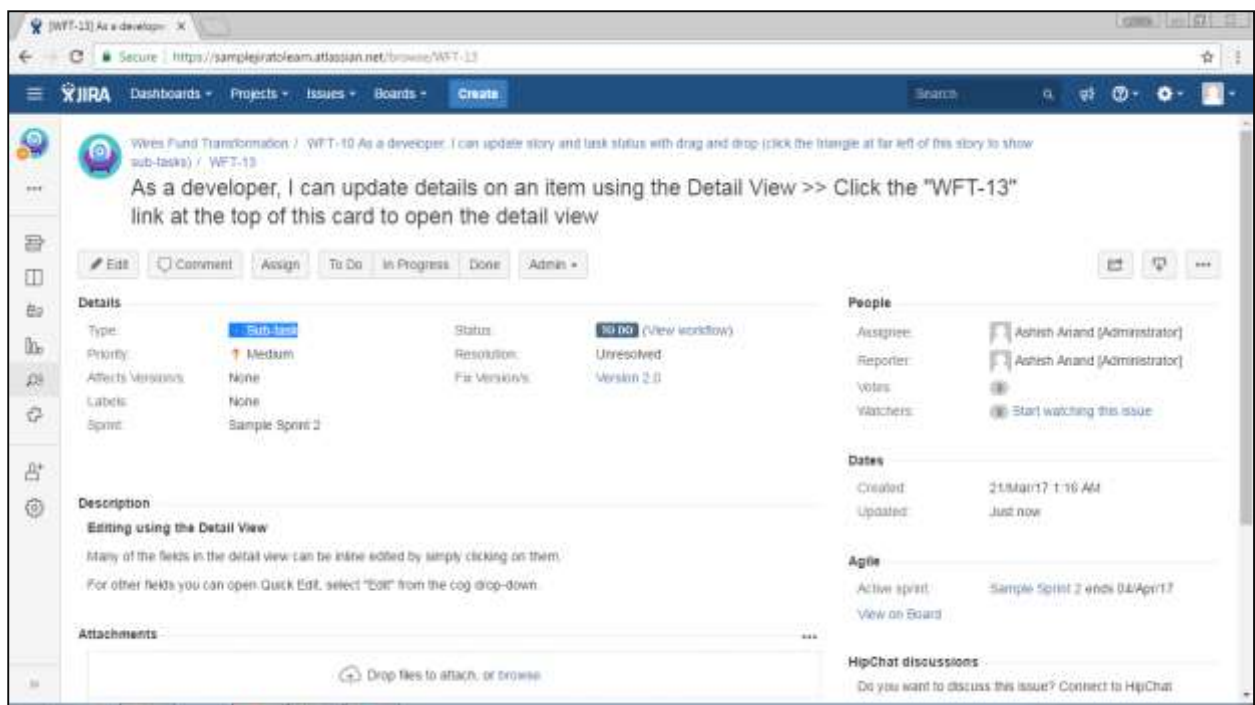 [WFT-13] As a develope
Secure https://samplejiratolearn.atlassian.net/browse/WFT-13
JIRA Dashboards Projects Issues Boards Create Search
Wires Fund Transformation / WFT-10 As a developer, I can update story and task status with drag and drop (click the triangle at far left of this story to show
sub-tasks) / WFT-13
As a developer, I can update details on an item using the Detail View >> Click the "WFT-13"
link at the top of this card to open the detail view
Edit Comment Assign To Do In Progress Done Admin
Details
Type: Sub-task Status: TO DO (View workflow)
Priority: Medium Resolution: Unresolved
Affects Version/s: None Fix Version/s: Version 2.0
Labels: None
Sprint: Sample Sprint 2
Description
Editing using the Detail View
Many of the fields in the detail view can be inline edited by simply clicking on them.
For other fields you can open Quick Edit, select "Edit" from the cog drop-down.
Attachments
Drop files to attach, or browse.
People
Assignee: Ashish Anand [Administrator]
Reporter: Ashish Anand [Administrator]
Votes:
Watchers: Start watching this issue
Dates
Created: 21/Mar/17 1:16 AM
Updated: Just now
Agile
Active sprint: Sample Sprint 2 ends 04/Apr/17
View on Board
HipChat discussions
Do you want to discuss this issue? Connect to HipChat